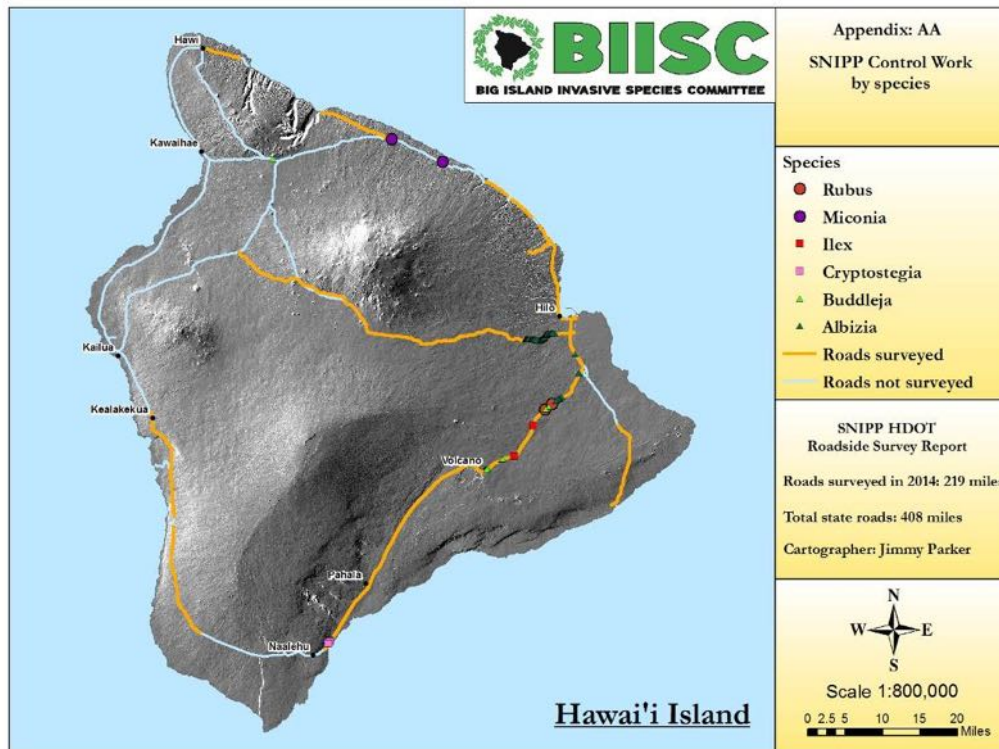 BIISC
BIG ISLAND INVASIVE SPECIES COMMITTEE
Appendix: AA
SNIPP Control Work
by species
Species
Rubus
Miconia
Ilex
Cryptostegia
Buddleja
Albizia
Roads surveyed
Roads not surveyed
SNIPP HDOT
Roadside Survey Report
Roads surveyed in 2014: 219 miles
Total state roads: 408 miles
Cartographer: Jimmy Parker
N
W E
S
Scale 1:800,000
0 2.5 5 10 15 20
Miles
Hawi
Kawaihae
Hilo
Kailua
Kealakekua
Volcano
Pahala
Naalehu
Hawai'i Island